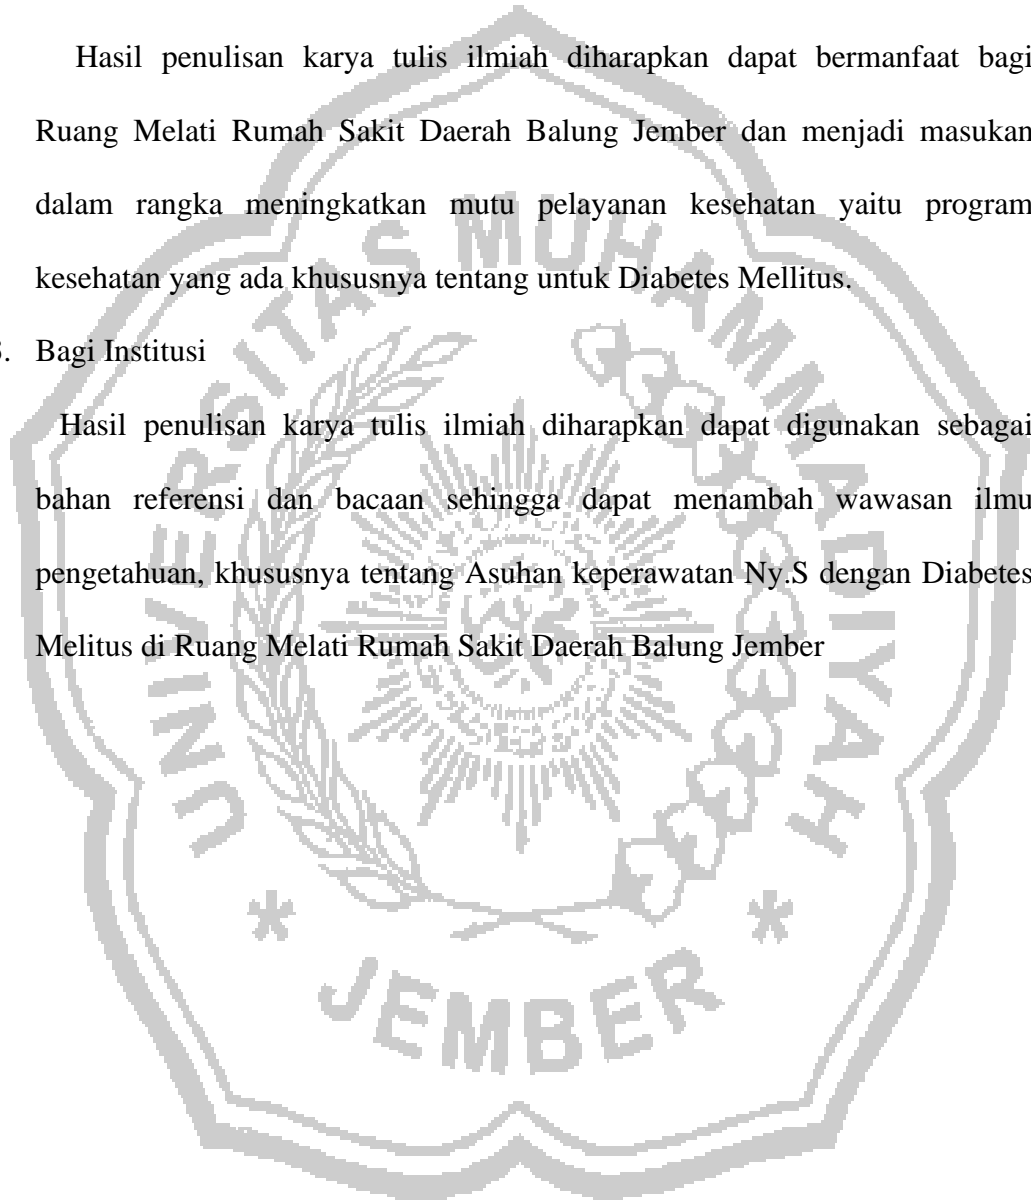 Hasil penulisan karya tulis ilmiah diharapkan dapat bermanfaat bagi
Ruang Melati Rumah Sakit Daerah Balung Jember dan menjadi masukan
dalam rangka meningkatkan mutu pelayanan kesehatan yaitu program
kesehatan yang ada khususnya tentang untuk Diabetes Mellitus.
Bagi Institusi
Hasil penulisan karya tulis ilmiah diharapkan dapat digunakan sebagai
bahan referensi dan bacaan sehingga dapat menambah wawasan ilmu
pengetahuan, khususnya tentang Asuhan keperawatan Ny.S dengan Diabetes
Melitus di Ruang Melati Rumah Sakit Daerah Balung Jember
UNIVERSITAS MUHAMMADIYAH
* JEMBER *